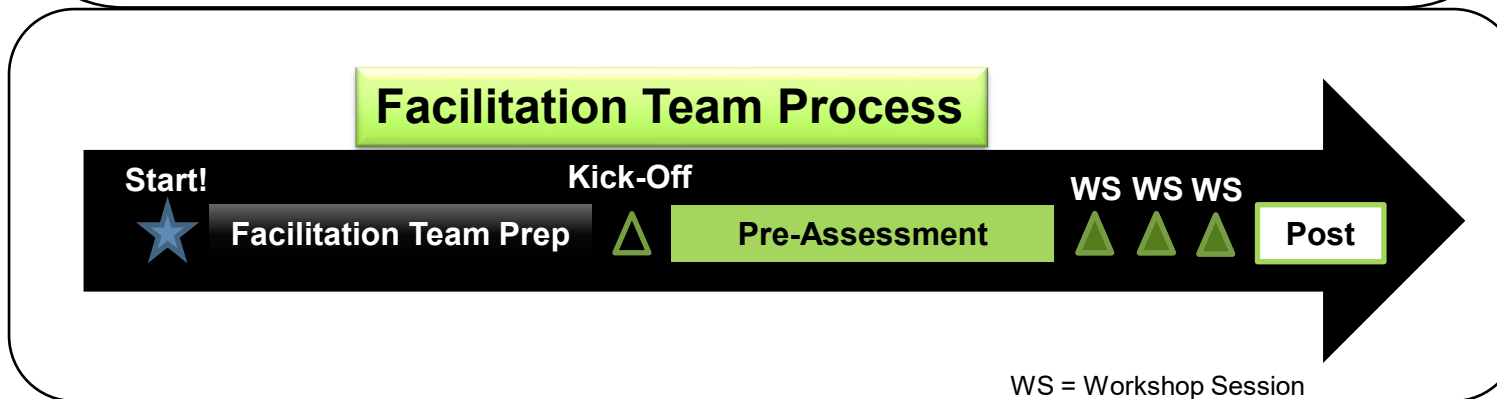 Facilitation Team Process
Start!
Kick-Off
WS WS WS
Facilitation Team Prep
Pre-Assessment
Post
WS = Workshop Session